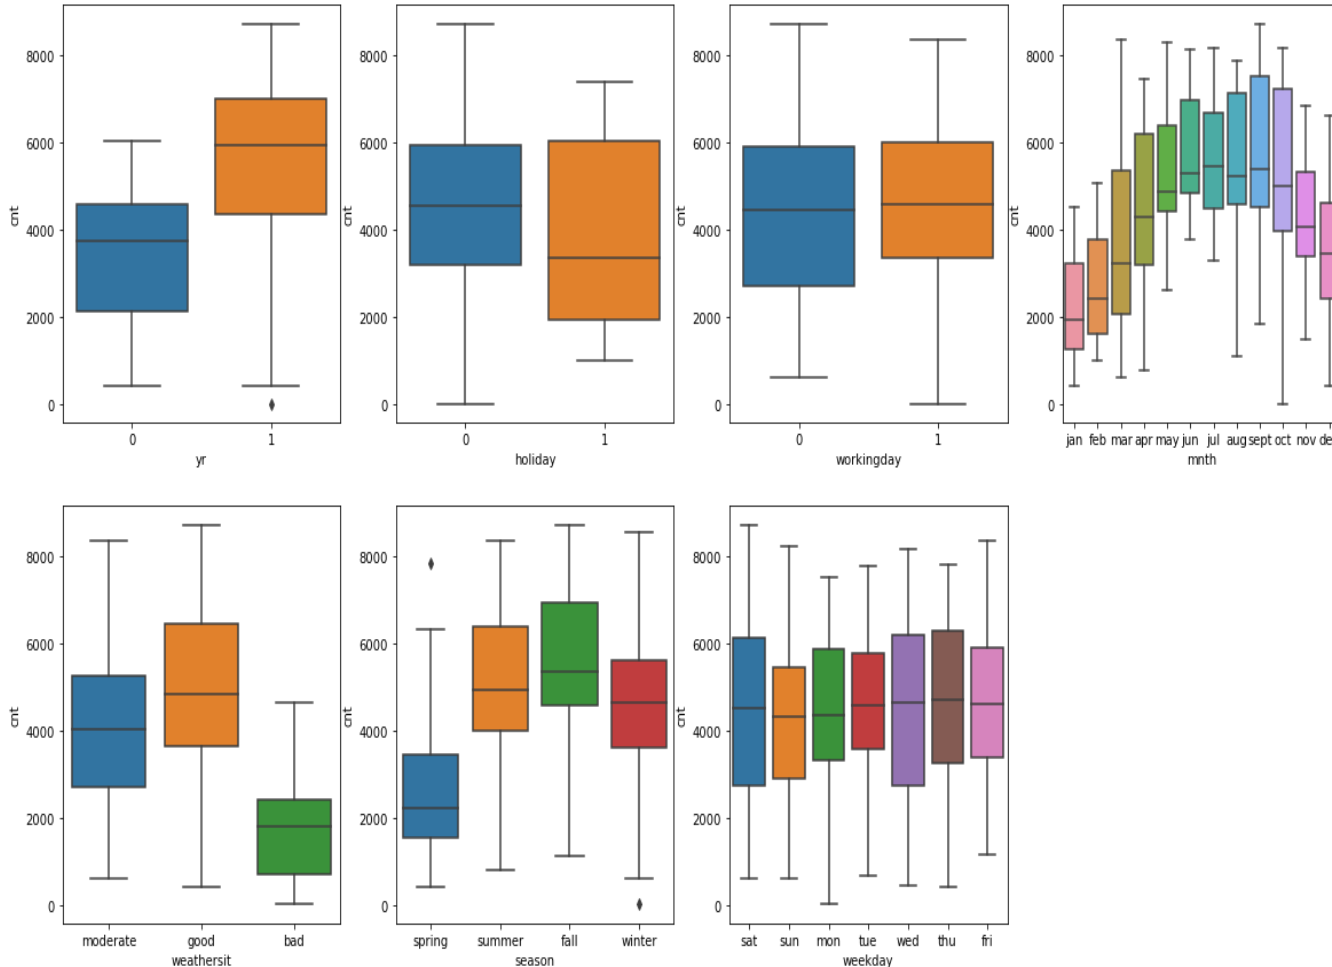 8000
6000
4000
2000
0
cnt
0 1
yr
8000
6000
4000
2000
0
cnt
0 1
holiday
8000
6000
4000
2000
0
cnt
0 1
workingday
8000
6000
4000
2000
0
cnt
jan feb mar apr may jun jul aug sept oct nov de
mnth
8000
6000
4000
2000
0
cnt
moderate good bad
weathersit
8000
6000
4000
2000
0
cnt
spring summer fall winter
season
8000
6000
4000
2000
0
cnt
sat sun mon tue wed thu fri
weekday